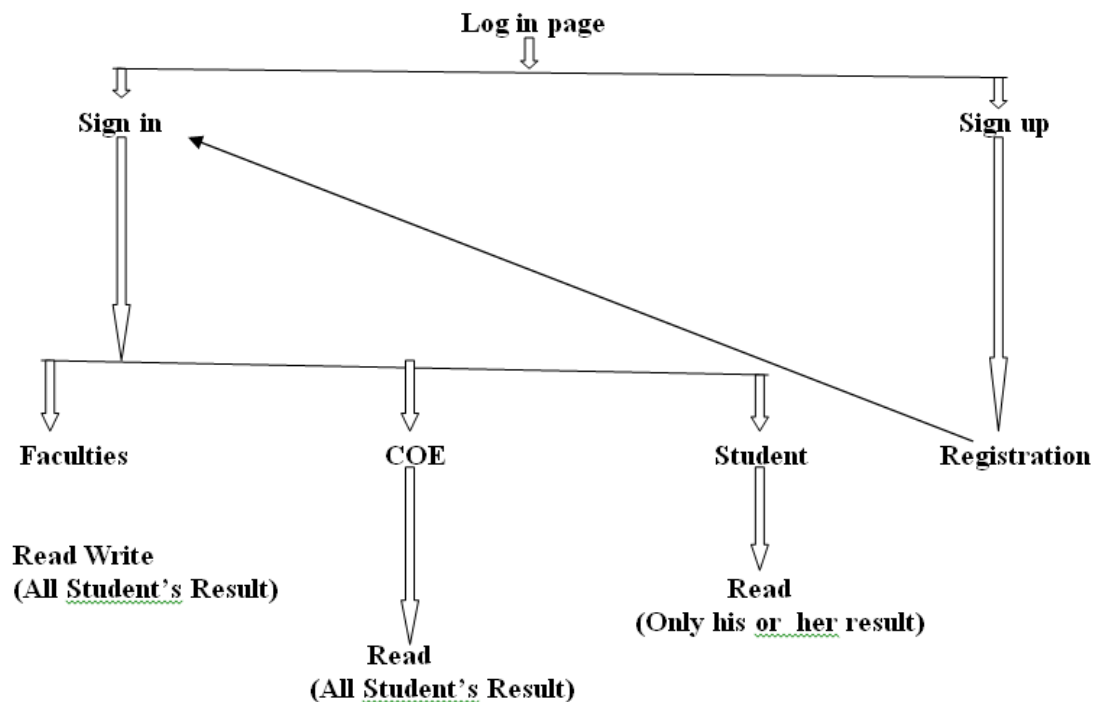 Log in page
Sign in
Sign up
Faculties
COE
Student
Registration
Read Write
(All Student’s Result)
Read
(Only his or her result)
Read
(All Student’s Result)